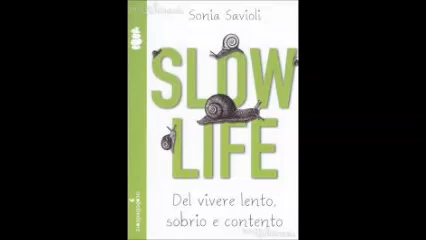 Sonia Savioli
SLOW
LIFE
Del vivere lento,
sobrio e contento